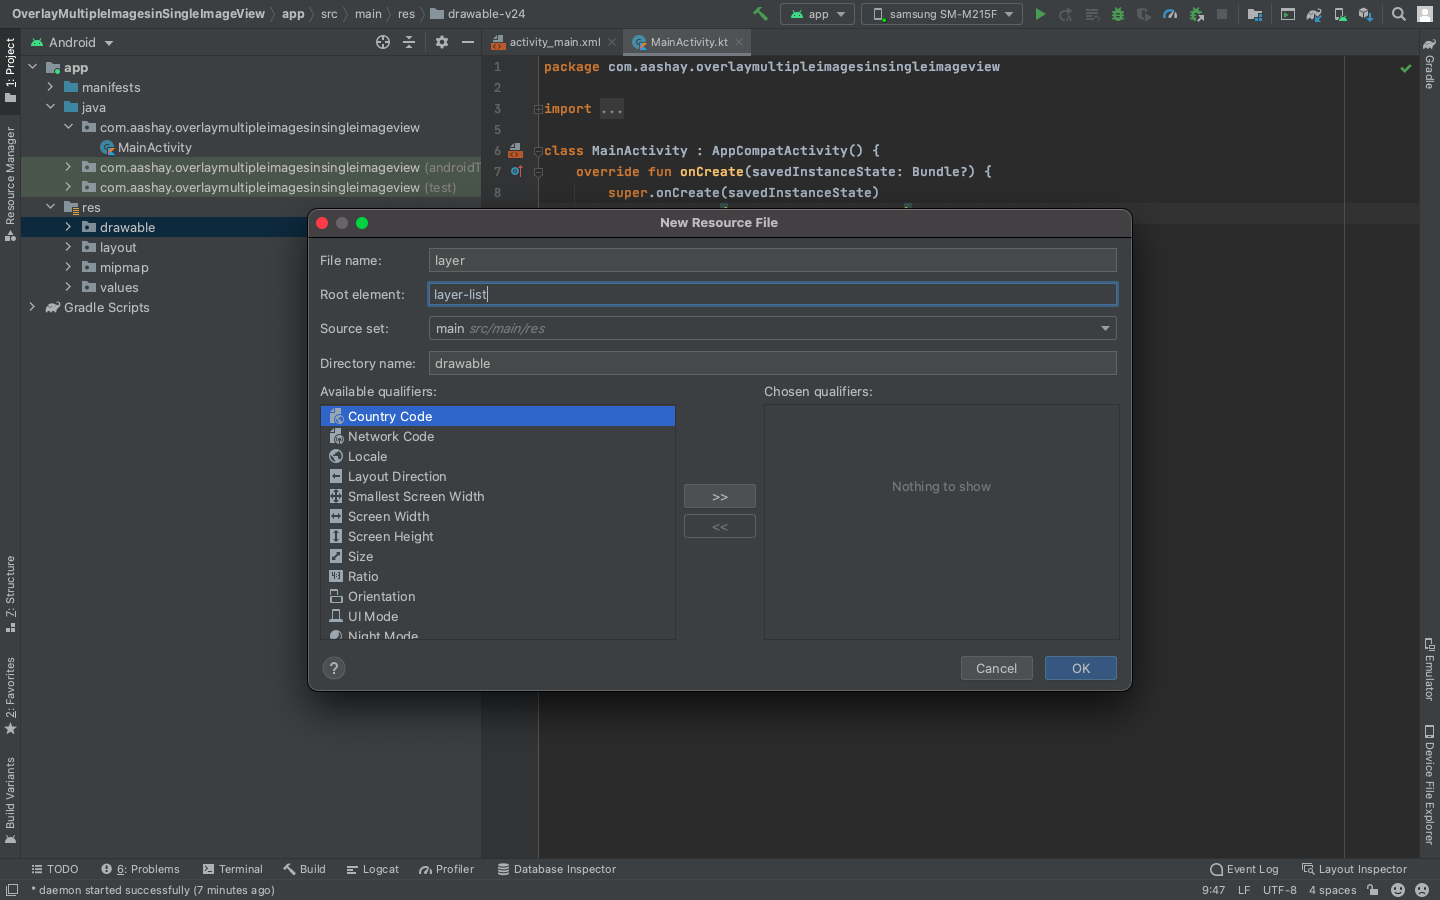 OverlayMultipleImagesinSingleImageView app src main res drawable-v24
app samsung SM-M215F
Android
activity_main.xml MainActivity.kt
1: Project
Resource Manager
7: Structure
2: Favorites
Build Variants
app
manifests
java
com.aashay.overlaymultipleimagesinsingleimageview
MainActivity
com.aashay.overlaymultipleimagesinsingleimageview (androidT
com.aashay.overlaymultipleimagesinsingleimageview (test)
res
drawable
layout
mipmap
values
Gradle Scripts
1 package com.aashay.overlaymultipleimagesinsingleimageview
2
3 import ...
5
6 class MainActivity : AppCompatActivity() {
7 override fun onCreate(savedInstanceState: Bundle?) {
8 super.onCreate(savedInstanceState)
New Resource File
File name: layer
Root element: layer-list
Source set: main src/main/res
Directory name: drawable
Available qualifiers:
Chosen qualifiers:
Country Code
Network Code
Locale
Layout Direction
Smallest Screen Width
Screen Width
Screen Height
Size
Ratio
Orientation
UI Mode
Night Mode
>>
<<
Nothing to show
?
Cancel OK
Gradle
Emulator
Device File Explorer
TODO 6: Problems Terminal Build Logcat Profiler Database Inspector Event Log Layout Inspector
* daemon started successfully (7 minutes ago) 9:47 LF UTF-8 4 spaces